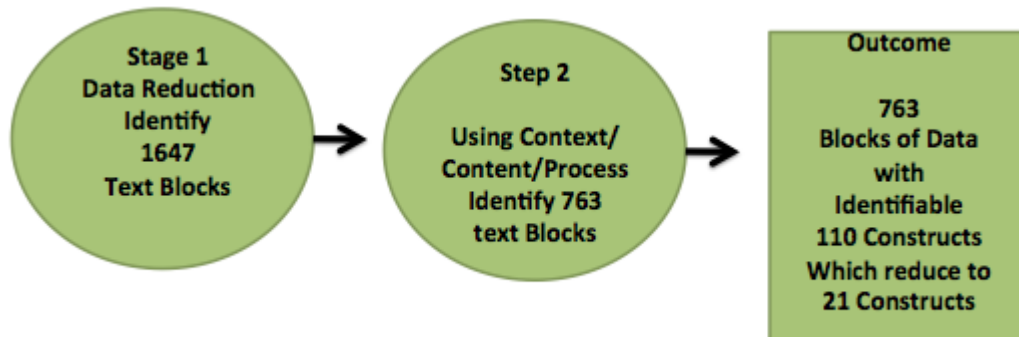 Stage 1
Data Reduction
Identify
1647
Text Blocks
Step 2
Using Context/
Content/Process
Identify 763
text Blocks
Outcome
763
Blocks of Data
with
Identifiable
110 Constructs
Which reduce to
21 Constructs